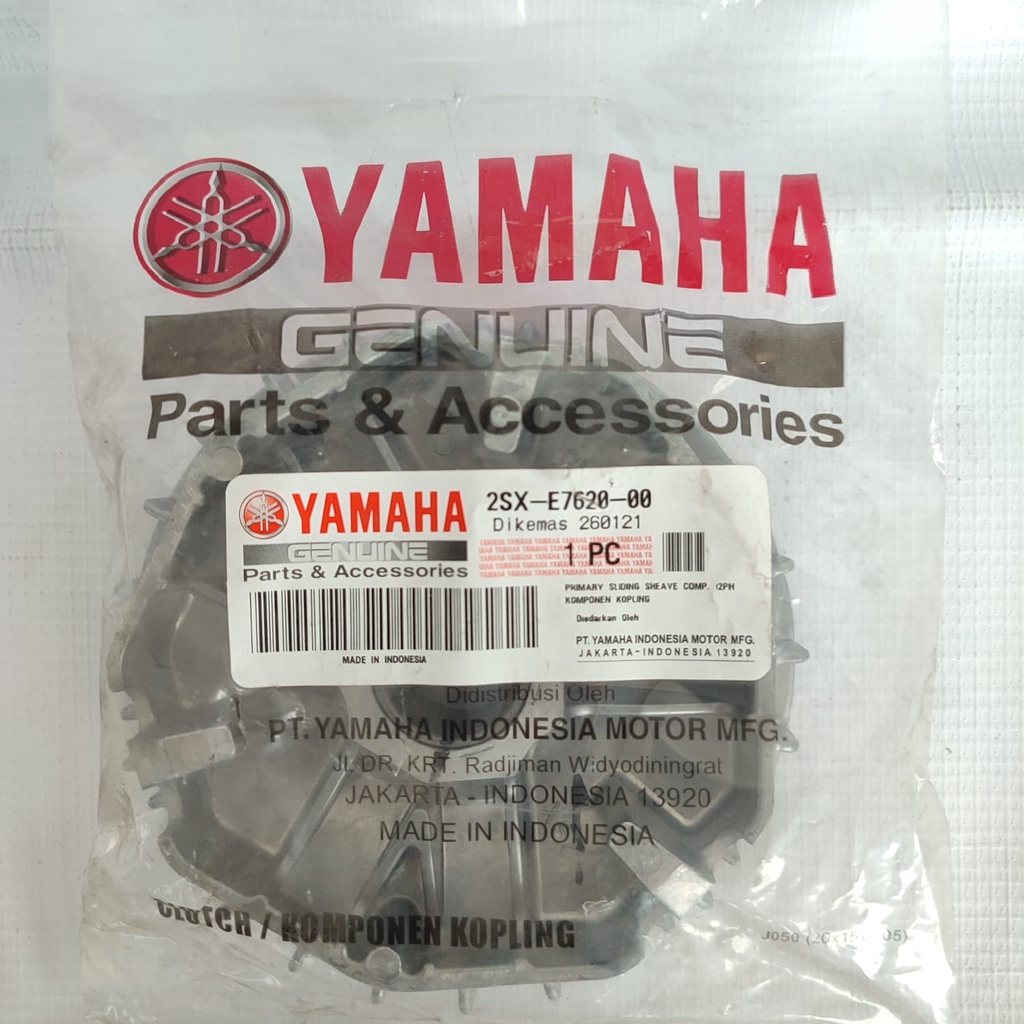 YAMAHA
GENUINE
Parts & Accessories
YAMAHA
GENUINE
Parts & Accessories
MADE IN INDONESIA
2SX-E7620-00
Dikemas 260121
1 PC
PRIMARY SLIDING SHEAVE COMP. (2PH
KOMPONEN KOPLING
Diedarkan Oleh
PT. YAMAHA INDONESIA MOTOR MFG.
JAKARTA - INDONESIA 13920
Didistribusi Oleh
PT. YAMAHA INDONESIA MOTOR MFG.
Jl. DR. KRT. Radjiman Widyodiningrat
JAKARTA - INDONESIA 13920
MADE IN INDONESIA
CLUTCH / KOMPONEN KOPLING
J050